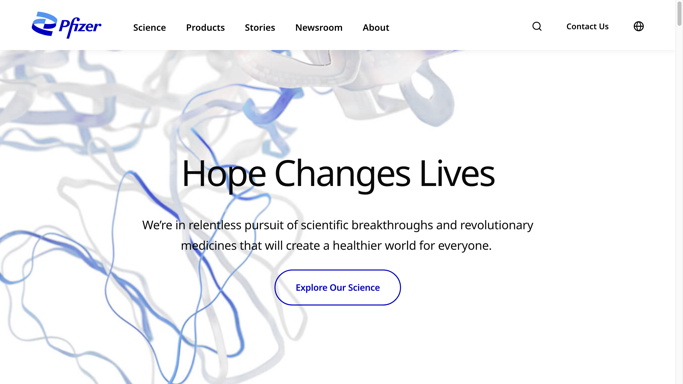 Pfizer
Science
Products
Stories
Newsroom
About
Contact Us
Hope Changes Lives
We're in relentless pursuit of scientific breakthroughs and revolutionary
medicines that will create a healthier world for everyone.
Explore Our Science